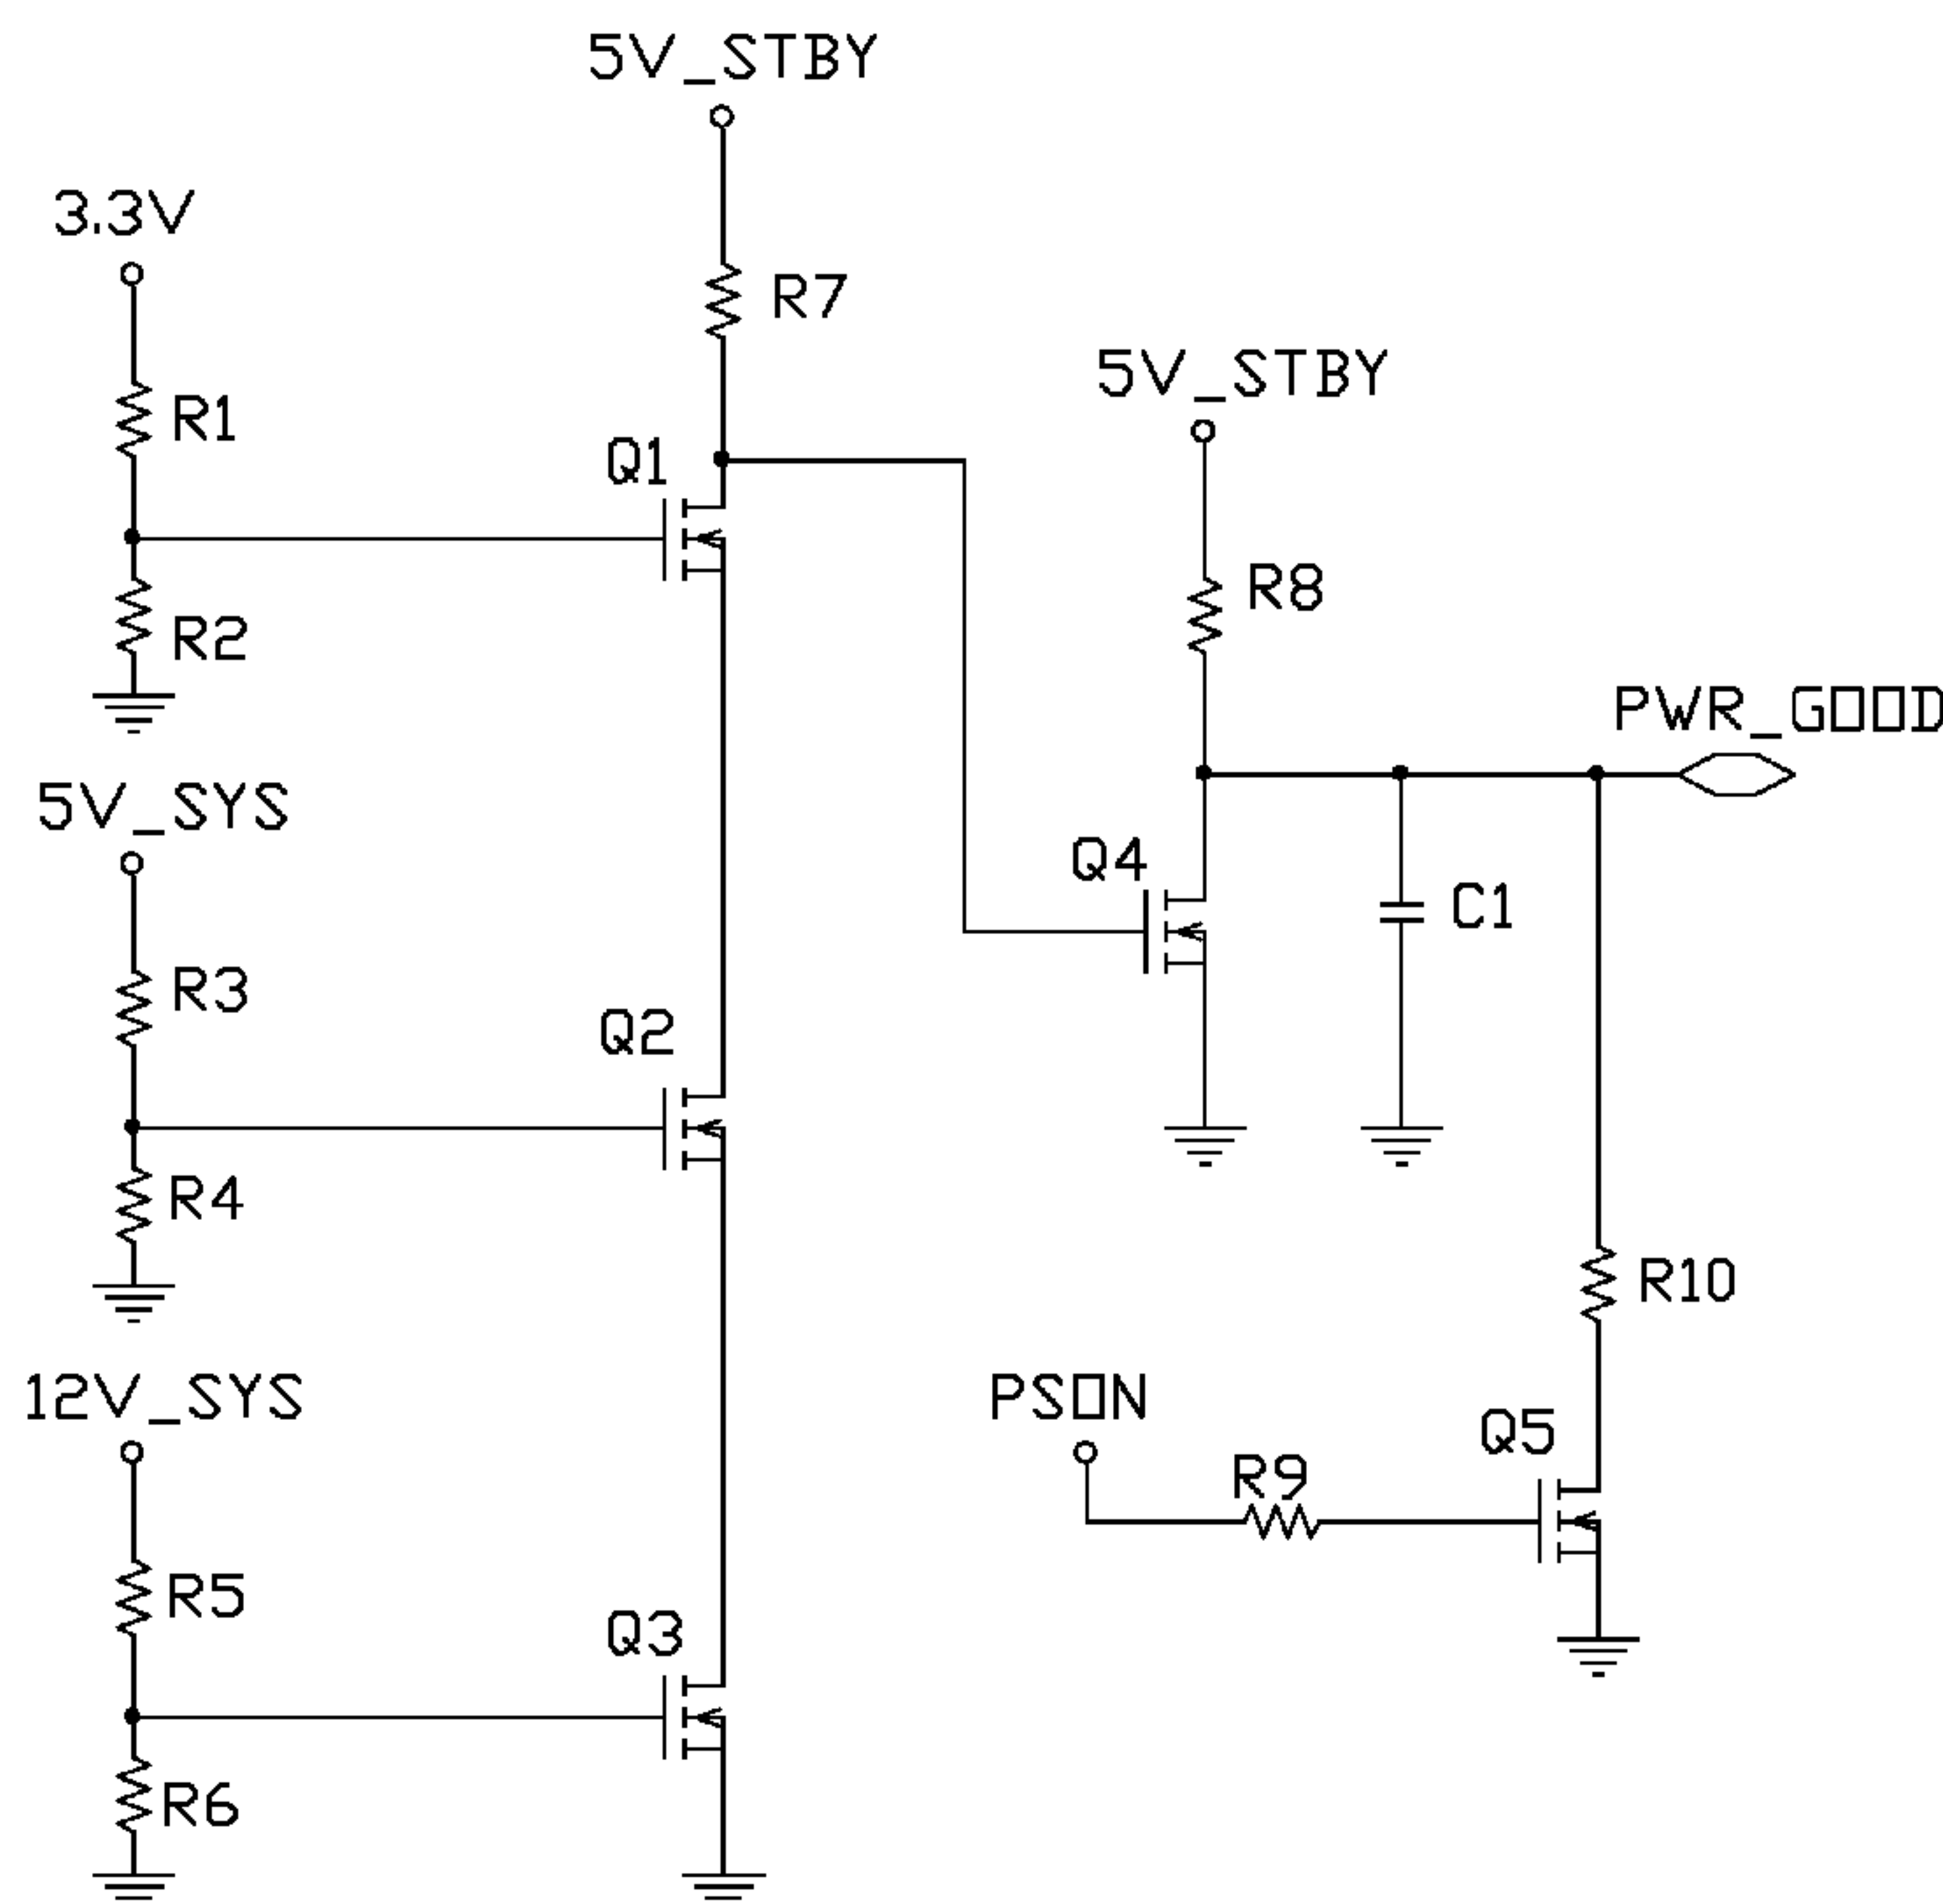 5V_STBY
3.3V
R7
5V_STBY
R1
Q1
R8
R2
PWR_GOOD
5V_SYS
Q4
C1
R3
Q2
R4
R10
12V_SYS
PSON
Q5
R9
R5
Q3
R6